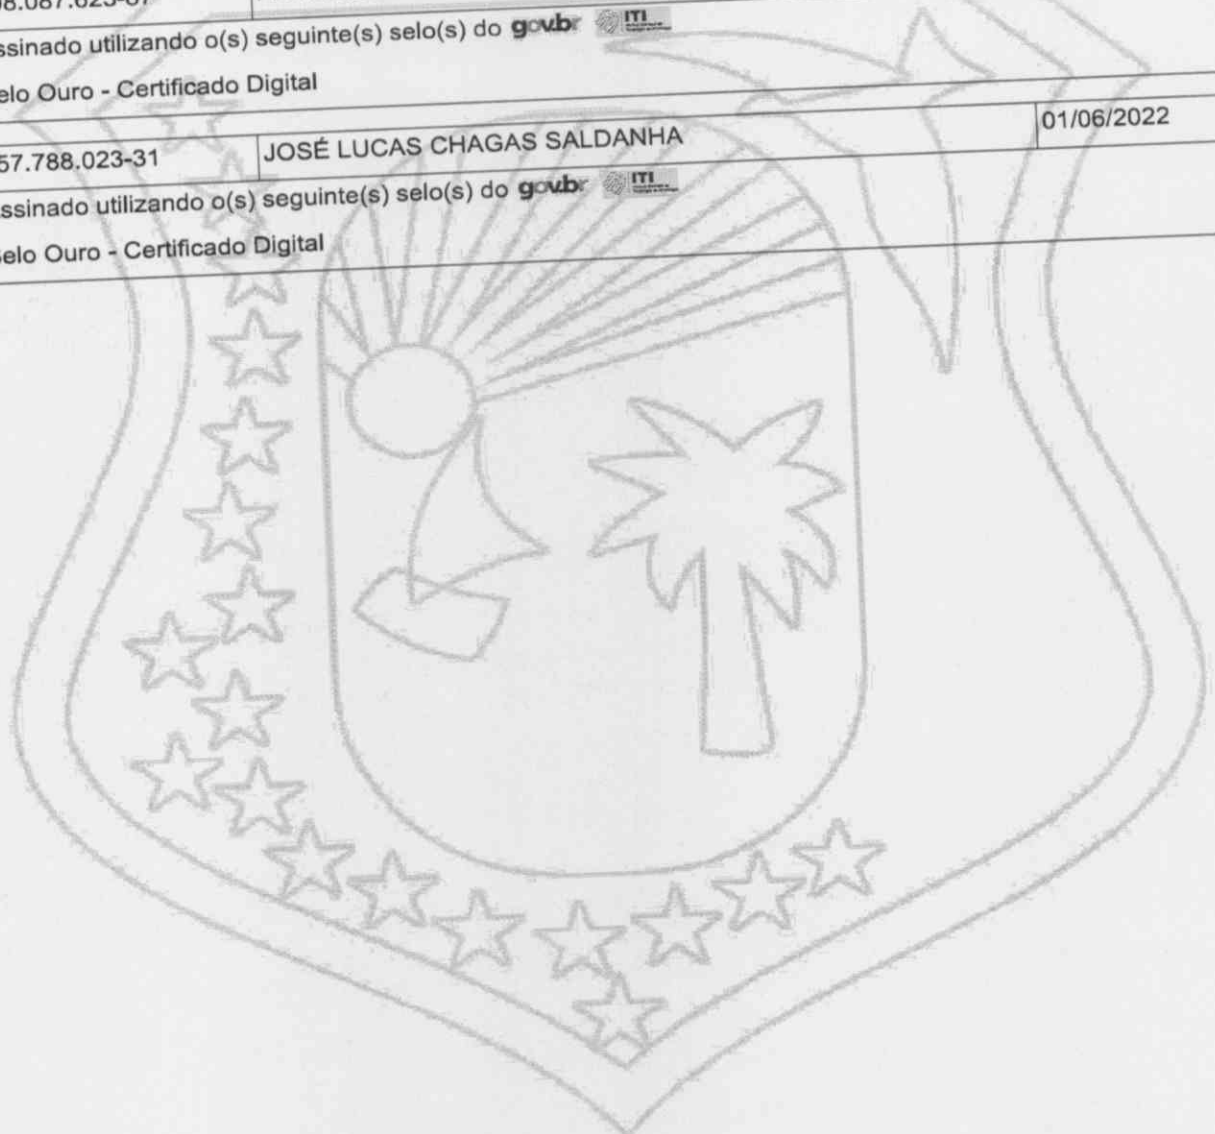 ssinado utilizando o(s) seguinte(s) selo(s) do gov.br ITI
elo Ouro - Certificado Digital
57.788.023-31 JOSÉ LUCAS CHAGAS SALDANHA 01/06/2022
ssinado utilizando o(s) seguinte(s) selo(s) do gov.br ITI
Selo Ouro - Certificado Digital